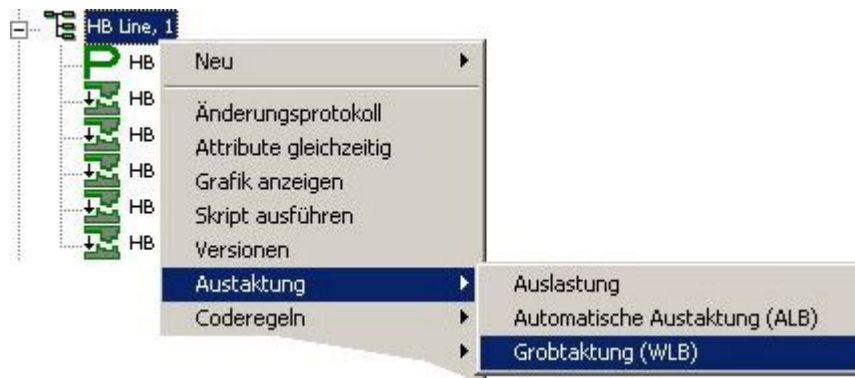 HB Line, 1
HB
HB
HB
HB
HB
HB
Neu
Änderungsprotokoll
Attribute gleichzeitig
Grafik anzeigen
Skript ausführen
Versionen
Austaktung
Coderegeln
Auslastung
Automatische Austaktung (ALB)
Grobtaktung (WLB)